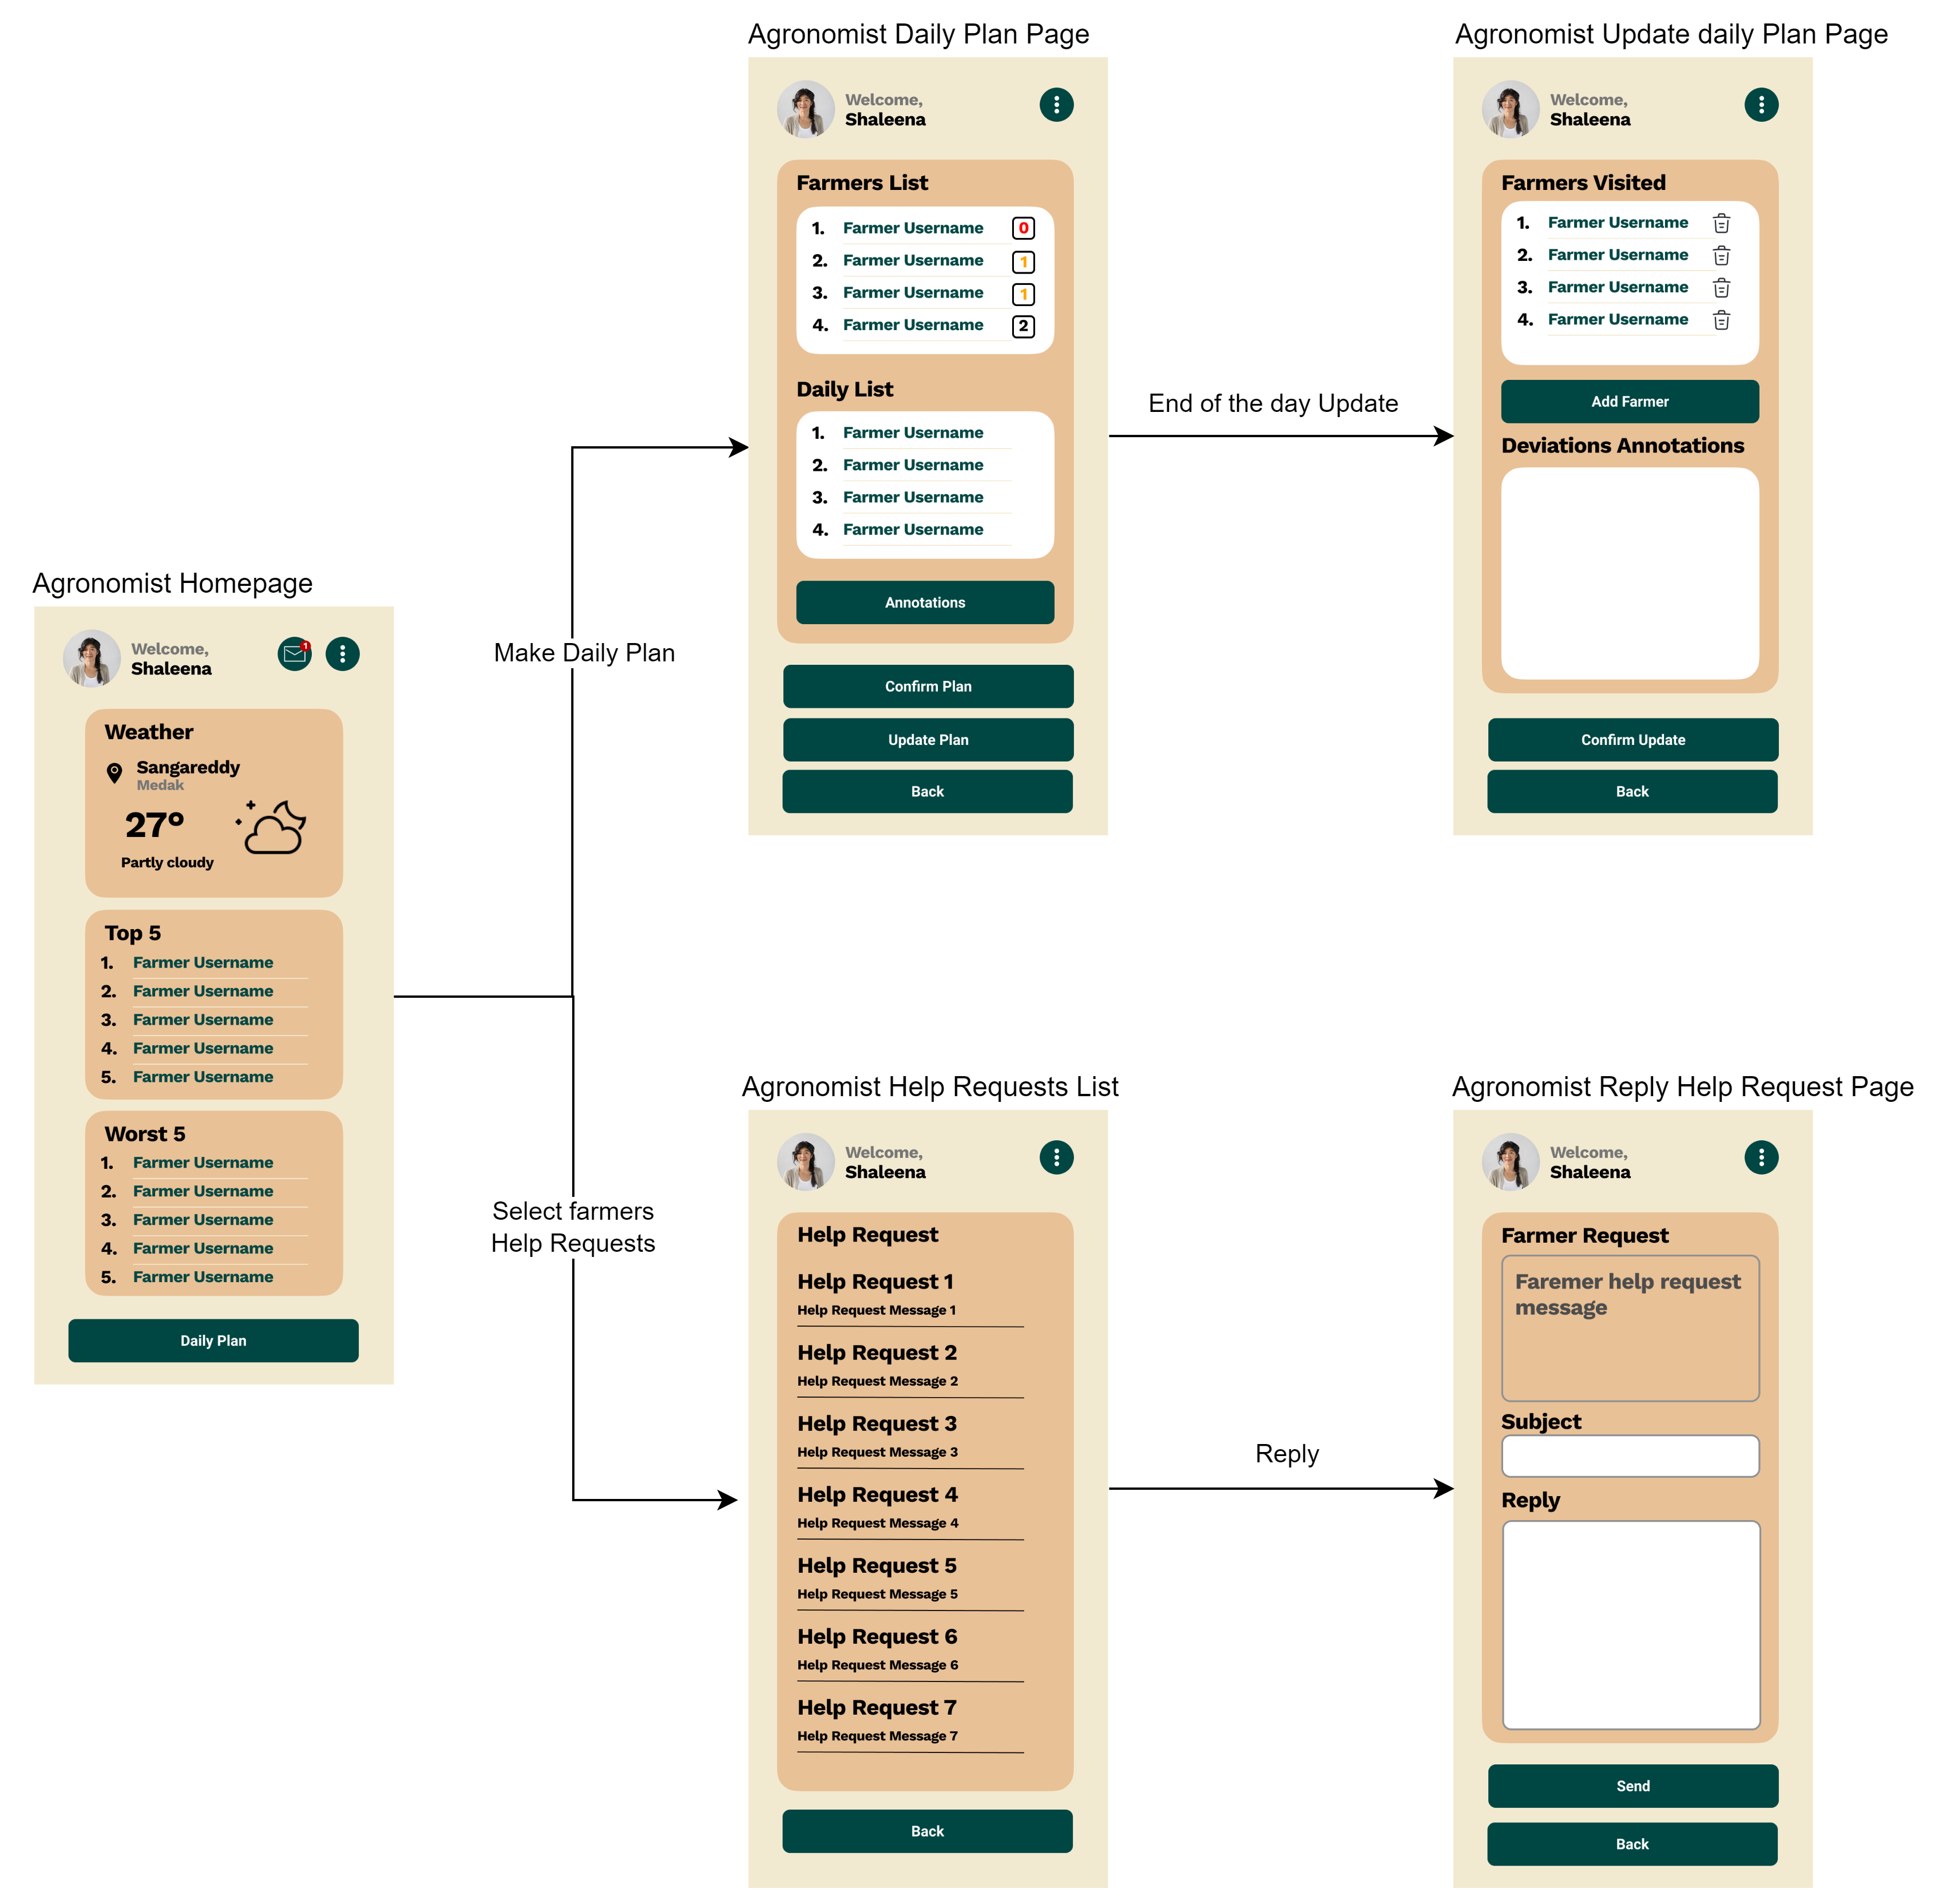 Agronomist Homepage
Welcome,
Shaleena
1
Weather
Sangareddy
Medak
27°
Partly cloudy
Top 5
1. Farmer Username
2. Farmer Username
3. Farmer Username
4. Farmer Username
5. Farmer Username
Worst 5
1. Farmer Username
2. Farmer Username
3. Farmer Username
4. Farmer Username
5. Farmer Username
Daily Plan
Make Daily Plan
Select farmers
Help Requests
Agronomist Daily Plan Page
Welcome,
Shaleena
Farmers List
1. Farmer Username 0
2. Farmer Username 1
3. Farmer Username 1
4. Farmer Username 2
Daily List
1. Farmer Username
2. Farmer Username
3. Farmer Username
4. Farmer Username
Annotations
Confirm Plan
Update Plan
Back
End of the day Update
Agronomist Update daily Plan Page
Welcome,
Shaleena
Farmers Visited
1. Farmer Username
2. Farmer Username
3. Farmer Username
4. Farmer Username
Add Farmer
Deviations Annotations
Confirm Update
Back
Agronomist Help Requests List
Welcome,
Shaleena
Help Request
Help Request 1
Help Request Message 1
Help Request 2
Help Request Message 2
Help Request 3
Help Request Message 3
Help Request 4
Help Request Message 4
Help Request 5
Help Request Message 5
Help Request 6
Help Request Message 6
Help Request 7
Help Request Message 7
Back
Reply
Agronomist Reply Help Request Page
Welcome,
Shaleena
Farmer Request
Faremer help request
message
Subject
Reply
Send
Back